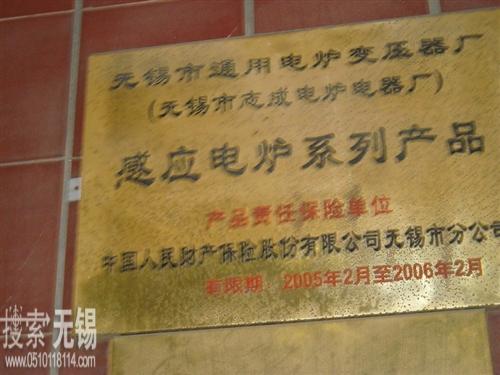 无锡市通用电炉变压器厂
(无锡市志成电炉电器厂)
感应电炉系列产品
产品责任保险单位
中国人民财产保险股份有限公司无锡市分公司
有限期 2005年2月至2006年2月
搜索无锡
www.0510118114.com